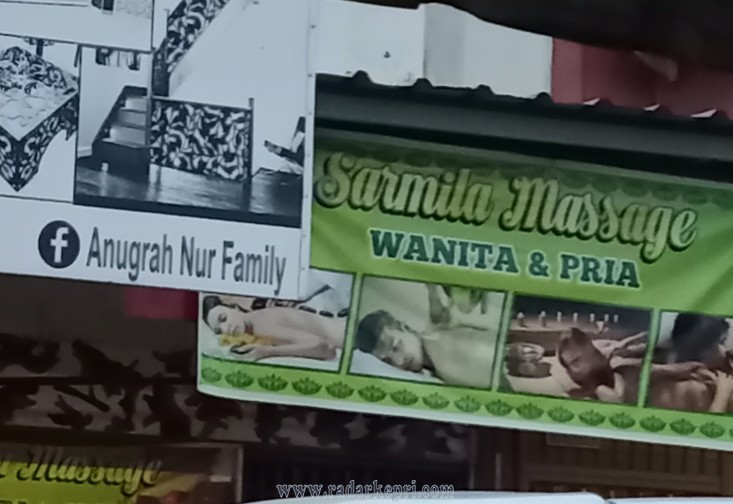 Anugrah Nur Family
Sarmila Massage
WANITA & PRIA
Massage
www.radarkepri.com